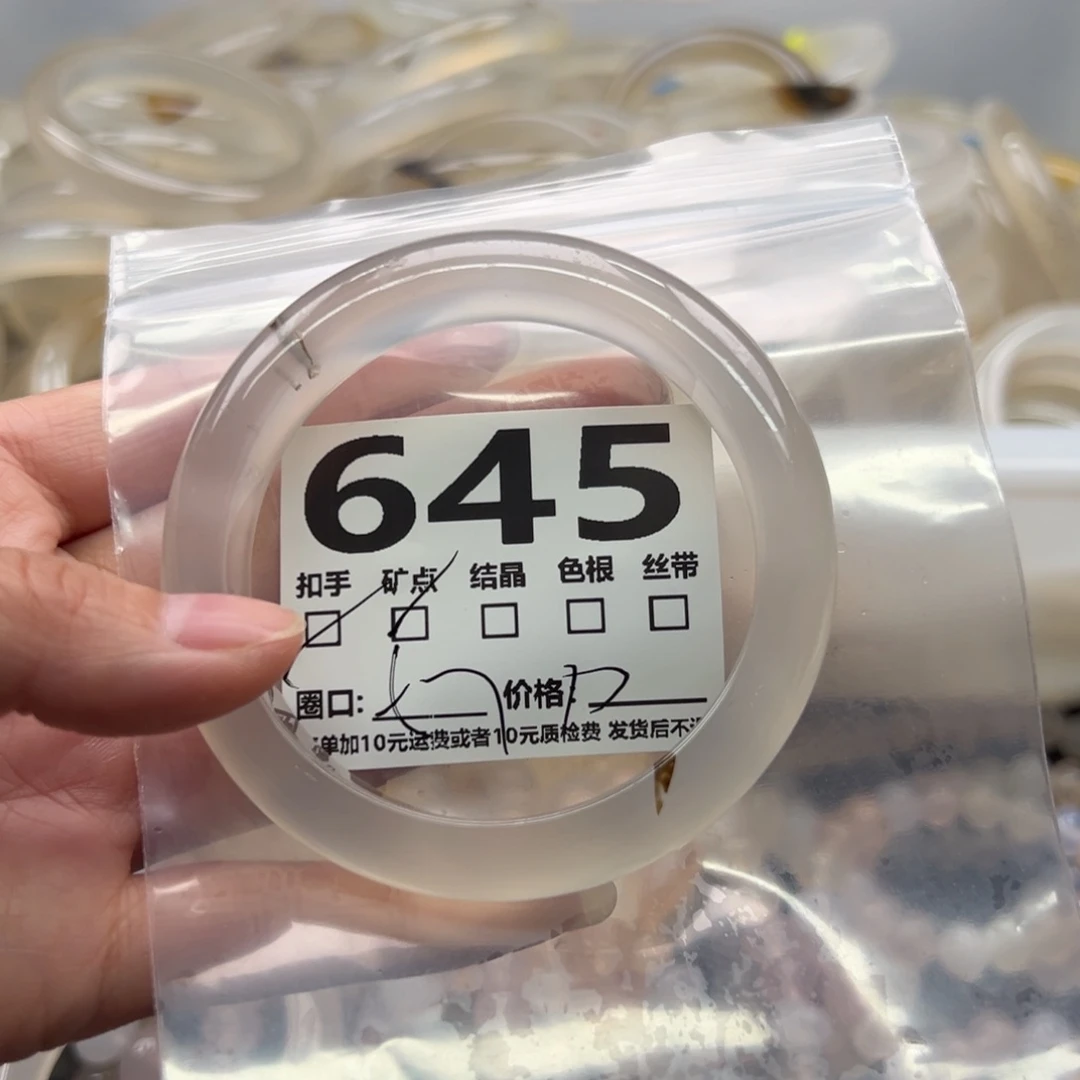 645
扣手 矿点 结晶 色根 丝带
圈口: 价格:
单加10元运费或者10元质检费 发货后不